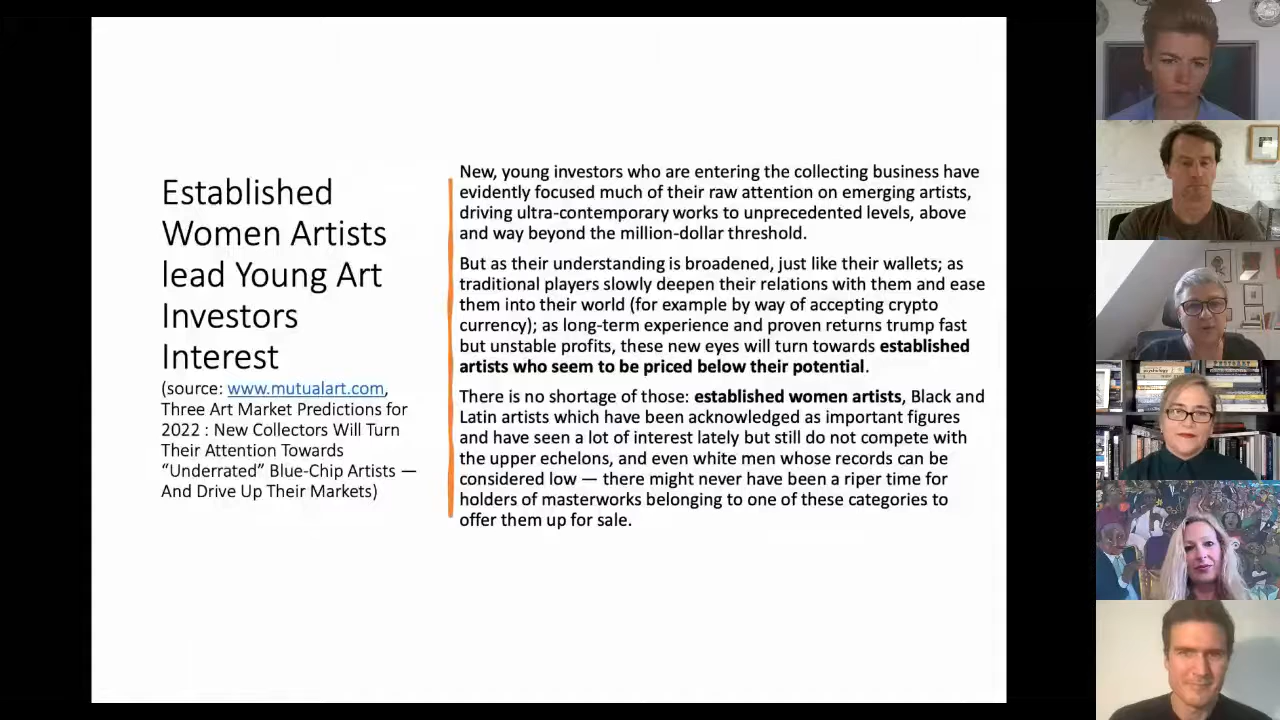 Established
Women Artists
lead Young Art
Investors
Interest
(source: www.mutualart.com,
Three Art Market Predictions for
2022 : New Collectors Will Turn
Their Attention Towards
“Underrated” Blue-Chip Artists —
And Drive Up Their Markets)
New, young investors who are entering the collecting business have
evidently focused much of their raw attention on emerging artists,
driving ultra-contemporary works to unprecedented levels, above
and way beyond the million-dollar threshold.
But as their understanding is broadened, just like their wallets; as
traditional players slowly deepen their relations with them and ease
them into their world (for example by way of accepting crypto
currency); as long-term experience and proven returns trump fast
but unstable profits, these new eyes will turn towards established
artists who seem to be priced below their potential.
There is no shortage of those: established women artists, Black and
Latin artists which have been acknowledged as important figures
and have seen a lot of interest lately but still do not compete with
the upper echelons, and even white men whose records can be
considered low — there might never have been a riper time for
holders of masterworks belonging to one of these categories to
offer them up for sale.